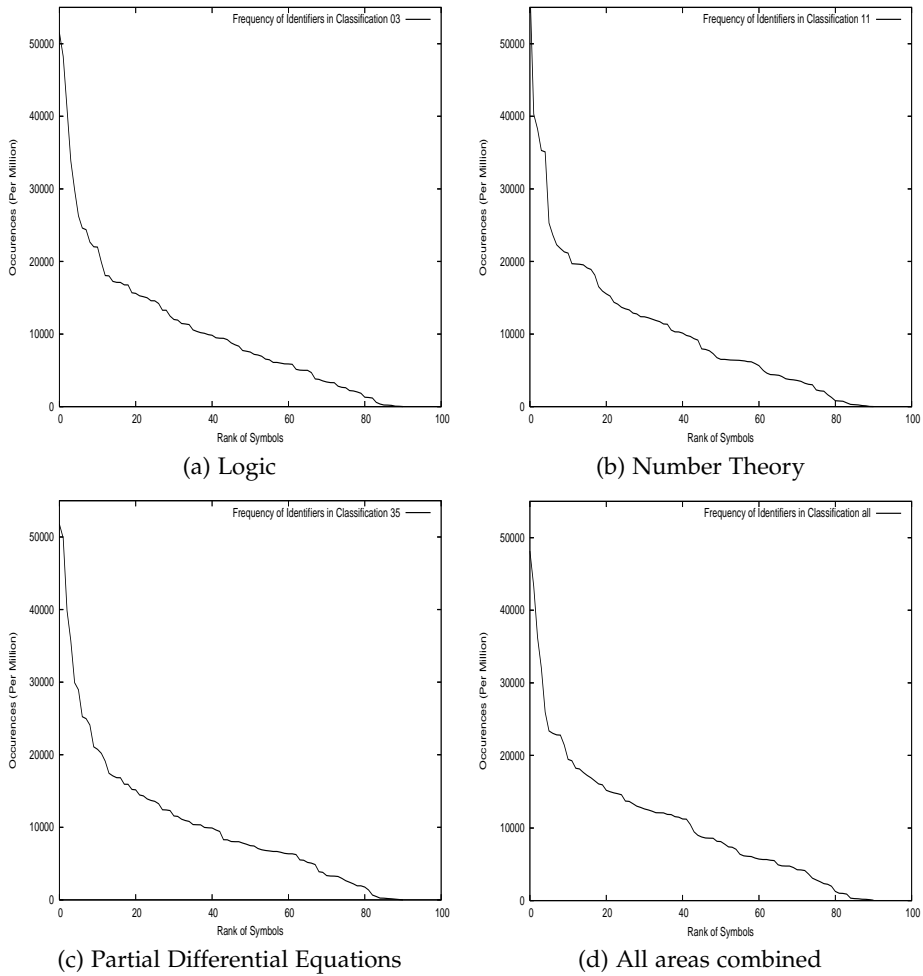 Frequency of Identifiers in Classification 03
50000
40000
30000
20000
10000
0
Occurences (Per Million)
0 20 40 60 80 100
Rank of Symbols
(a) Logic
Frequency of Identifiers in Classification 11
50000
40000
30000
20000
10000
0
Occurences (Per Million)
0 20 40 60 80 100
Rank of Symbols
(b) Number Theory
Frequency of Identifiers in Classification 35
50000
40000
30000
20000
10000
0
Occurences (Per Million)
0 20 40 60 80 100
Rank of Symbols
(c) Partial Differential Equations
Frequency of Identifiers in Classification all
50000
40000
30000
20000
10000
0
Occurences (Per Million)
0 20 40 60 80 100
Rank of Symbols
(d) All areas combined